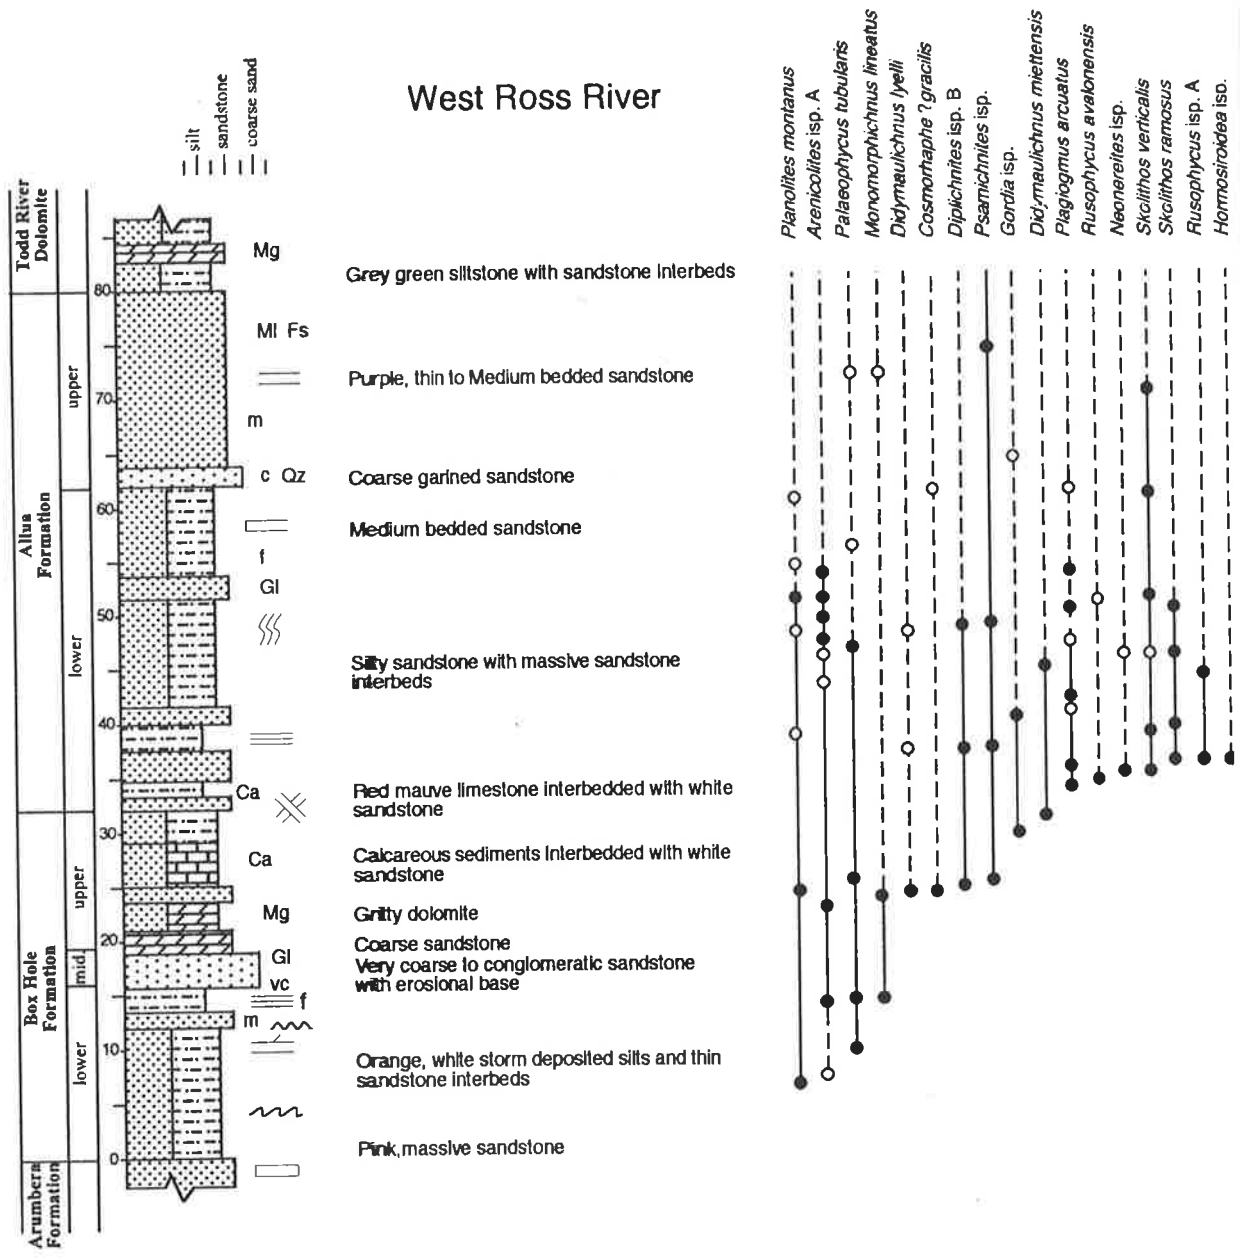 West Ross River
silt
sandstone
coarse sand
Planolites montanus
Arenicolites isp. A
Palaeophycus tubularis
Monomorphichnus lineatus
Didymaulichnus lyelli
Cosmorhaphe ?gracilis
Diplichnites isp. B
Psamichnites isp.
Gordia isp.
Didymaulichnus miettensis
Plagiogmus arcuatus
Rusophycus avalonensis
Neonereites isp.
Skolithos verticalis
Skolithos ramosus
Rusophycus isp. A
Hormosiroidea isp.
Todd River
Dolomite
Allua
Formation
upper
lower
Box Hole
Formation
upper
mid.
lower
Arumbera
Formation
80
70
60
50
40
30
20
10
0
Mg
Grey green siltstone with sandstone interbeds
Ml Fs
Purple, thin to Medium bedded sandstone
m
c Qz
Coarse garined sandstone
Medium bedded sandstone
f
Gl
Silty sandstone with massive sandstone
interbeds
Ca
Red mauve limestone interbedded with white
sandstone
Ca
Calcareous sediments interbedded with white
sandstone
Mg
Gritty dolomite
Coarse sandstone
Gl
Very coarse to conglomeratic sandstone
vc
with erosional base
f
m
Orange, white storm deposited silts and thin
sandstone interbeds
Pink,massive sandstone